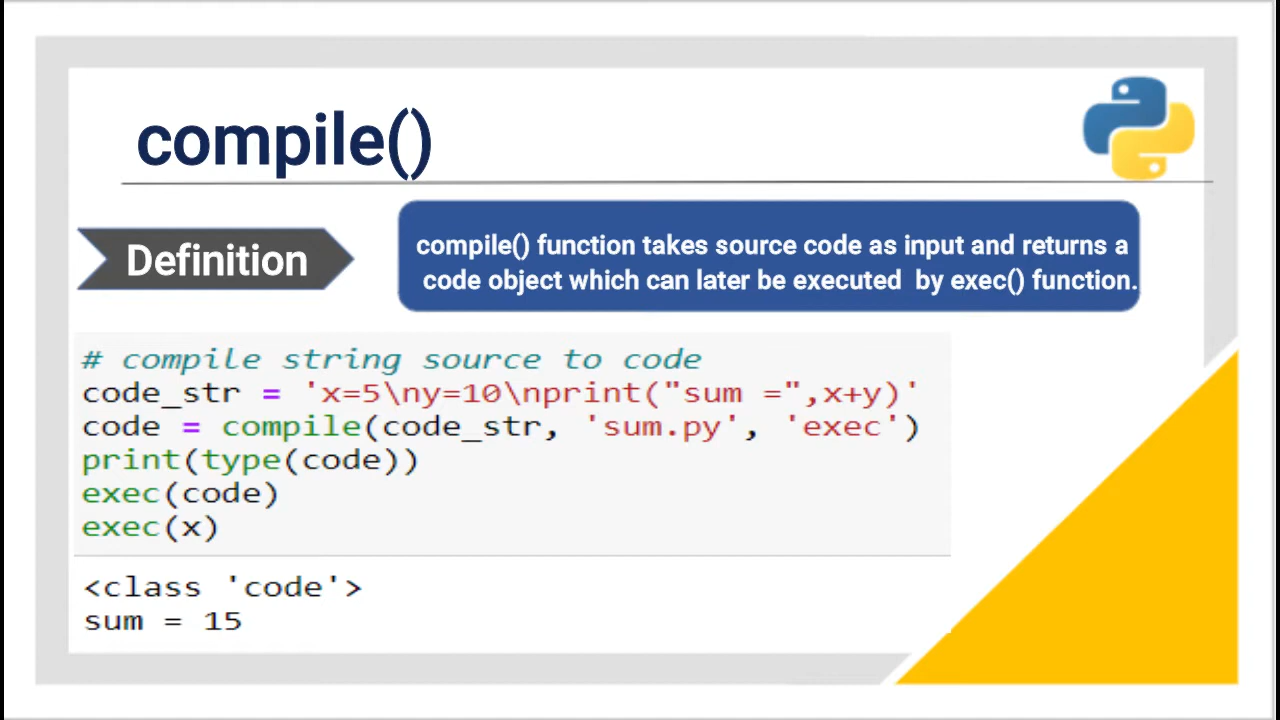 compile()
Definition
compile() function takes source code as input and returns a
code object which can later be executed by exec() function.
# compile string source to code
code_str = 'x=5\ny=10\nprint("sum =",x+y)'
code = compile(code_str, 'sum.py', 'exec')
print(type(code))
exec(code)
exec(x)
<class 'code'>
sum = 15